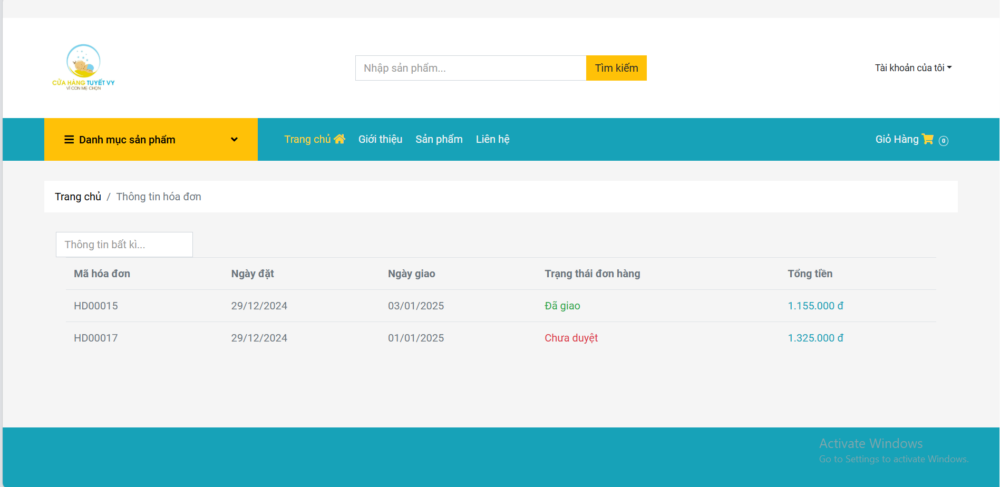 CỬA HÀNG TUYẾT VY
VÌ CON MẸ CHỌN
Nhập sản phẩm...
Tìm kiếm
Tài khoản của tôi
Danh mục sản phẩm
Trang chủ
Giới thiệu
Sản phẩm
Liên hệ
Giỏ Hàng
0
Trang chủ / Thông tin hóa đơn
Thông tin bất kì...
Mã hóa đơn Ngày đặt Ngày giao Trạng thái đơn hàng Tổng tiền
HD00015 29/12/2024 03/01/2025 Đã giao 1.155.000 đ
HD00017 29/12/2024 01/01/2025 Chưa duyệt 1.325.000 đ
Activate Windows
Go to Settings to activate Windows.